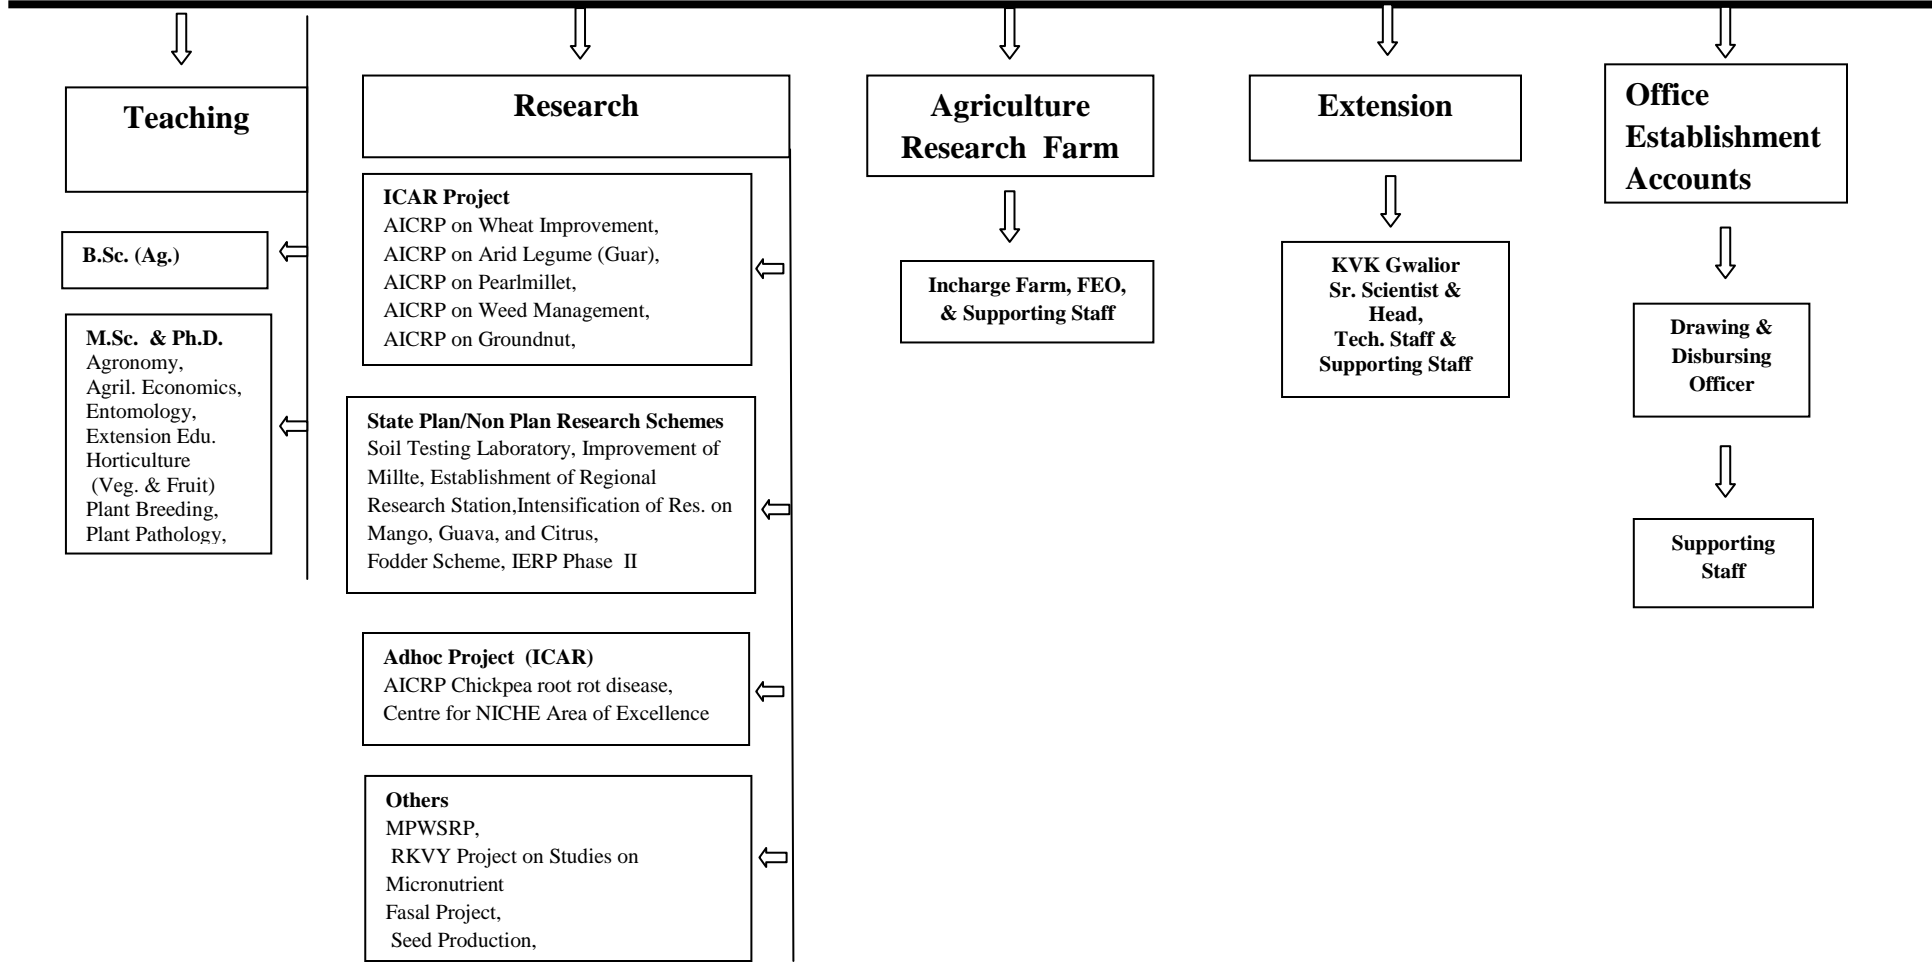 Teaching
B.Sc. (Ag.)
M.Sc. & Ph.D.
Agronomy,
Agril. Economics,
Entomology,
Extension Edu.
Horticulture
(Veg. & Fruit)
Plant Breeding,
Plant Pathology,
Research
ICAR Project
AICRP on Wheat Improvement,
AICRP on Arid Legume (Guar),
AICRP on Pearlmillet,
AICRP on Weed Management,
AICRP on Groundnut,
State Plan/Non Plan Research Schemes
Soil Testing Laboratory, Improvement of
Millte, Establishment of Regional
Research Station,Intensification of Res. on
Mango, Guava, and Citrus,
Fodder Scheme, IERP Phase II
Adhoc Project (ICAR)
AICRP Chickpea root rot disease,
Centre for NICHE Area of Excellence
Others
MPWSRP,
RKVY Project on Studies on
Micronutrient
Fasal Project,
Seed Production,
Agriculture
Research Farm
Incharge Farm, FEO,
& Supporting Staff
Extension
KVK Gwalior
Sr. Scientist &
Head,
Tech. Staff &
Supporting Staff
Office
Establishment
Accounts
Drawing &
Disbursing
Officer
Supporting
Staff